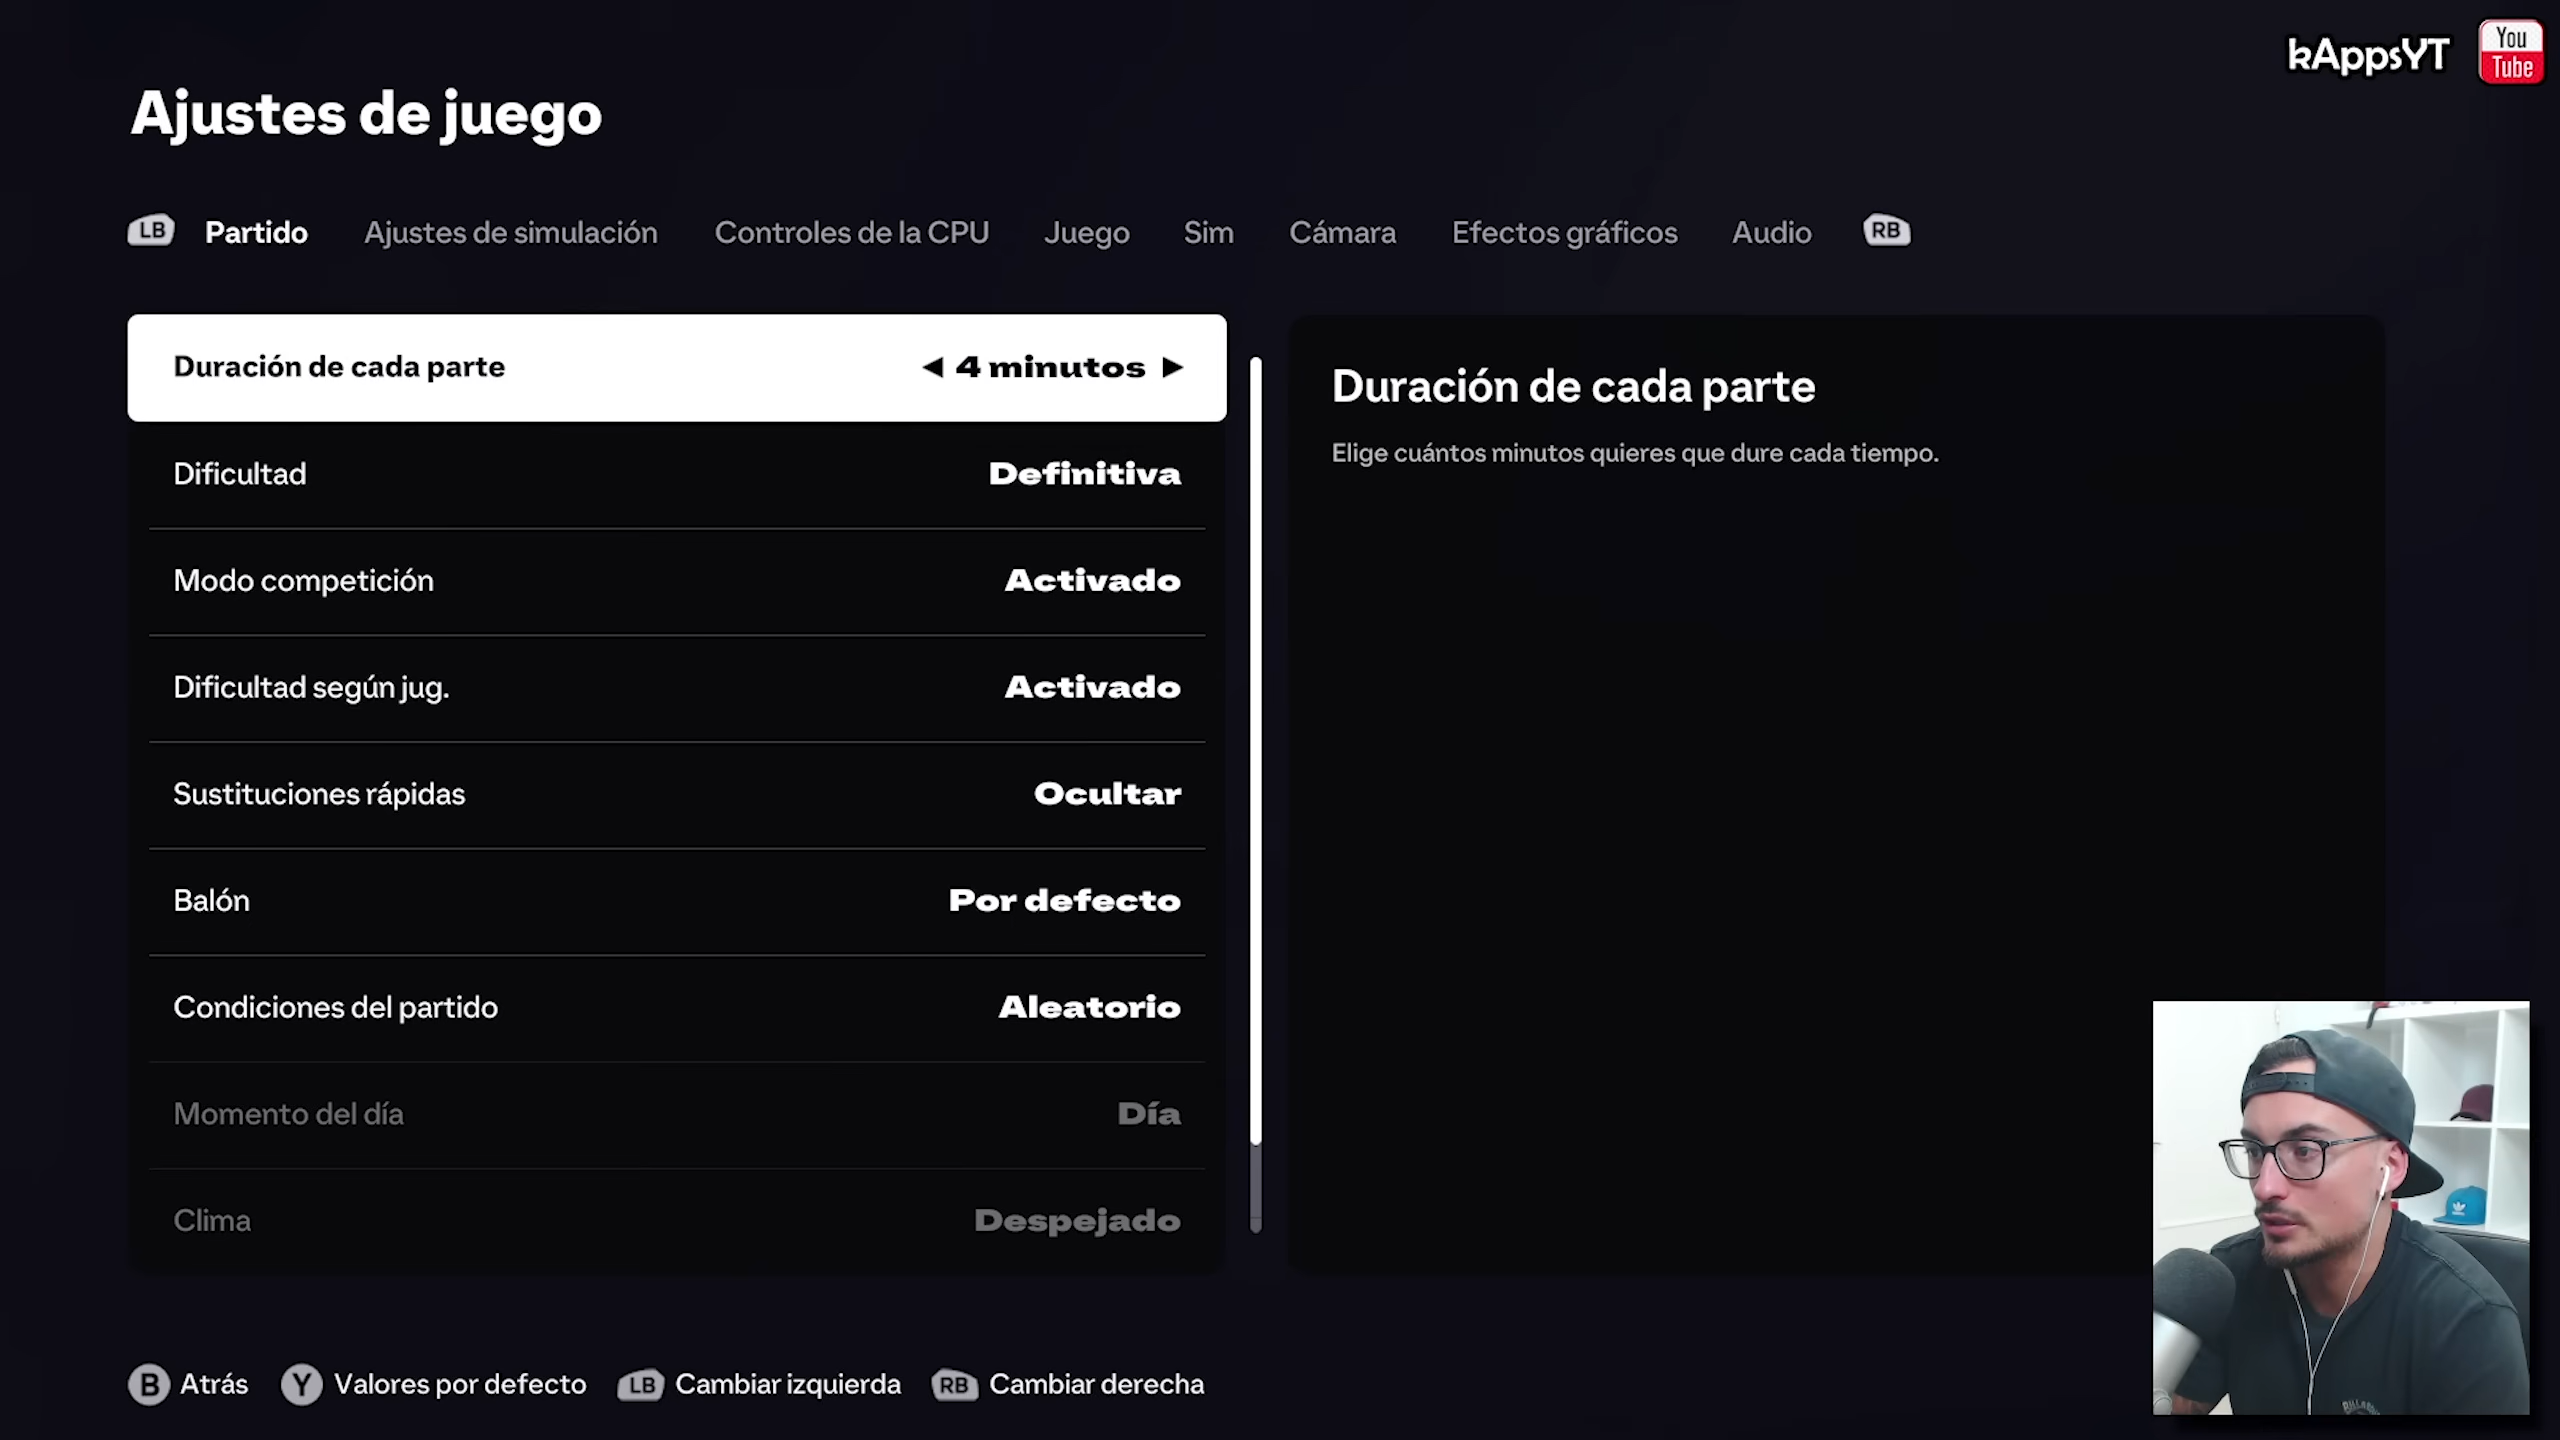 kAppsYT
You
Tube
Ajustes de juego
LB Partido Ajustes de simulación Controles de la CPU Juego Sim Cámara Efectos gráficos Audio RB
Duración de cada parte ◀ 4 minutos ▶
Dificultad Definitiva
Modo competición Activado
Dificultad según jug. Activado
Sustituciones rápidas Ocultar
Balón Por defecto
Condiciones del partido Aleatorio
Momento del día Día
Clima Despejado
Duración de cada parte
Elige cuántos minutos quieres que dure cada tiempo.
B Atrás Y Valores por defecto LB Cambiar izquierda RB Cambiar derecha